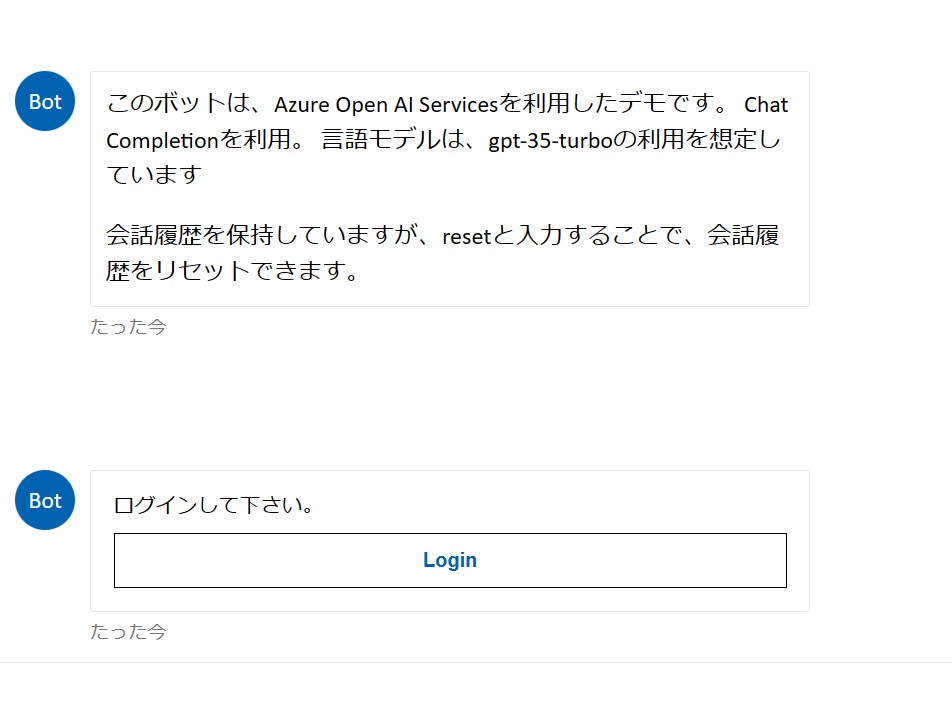 Bot
このボットは、Azure Open AI Servicesを利用したデモです。 Chat
Completionを利用。 言語モデルは、gpt-35-turboの利用を想定し
ています
会話履歴を保持していますが、resetと入力することで、会話履
歴をリセットできます。
たった今
Bot
ログインして下さい。
Login
たった今